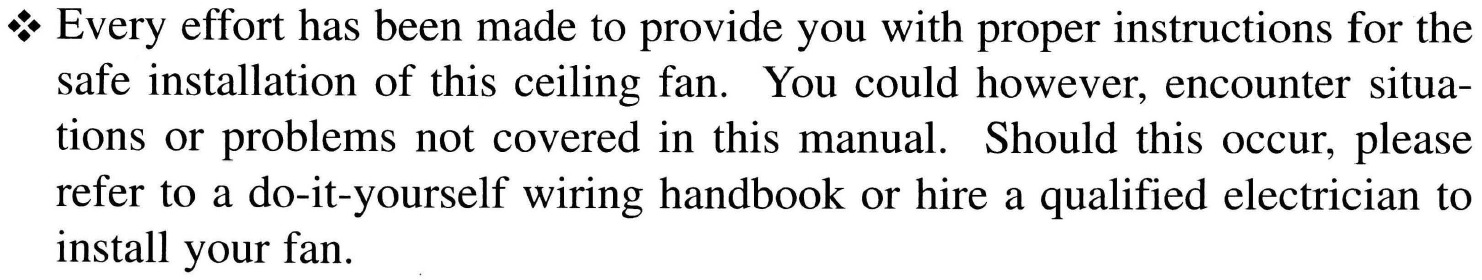 ❖ Every effort has been made to provide you with proper instructions for the
safe installation of this ceiling fan. You could however, encounter situa-
tions or problems not covered in this manual. Should this occur, please
refer to a do-it-yourself wiring handbook or hire a qualified electrician to
install your fan.